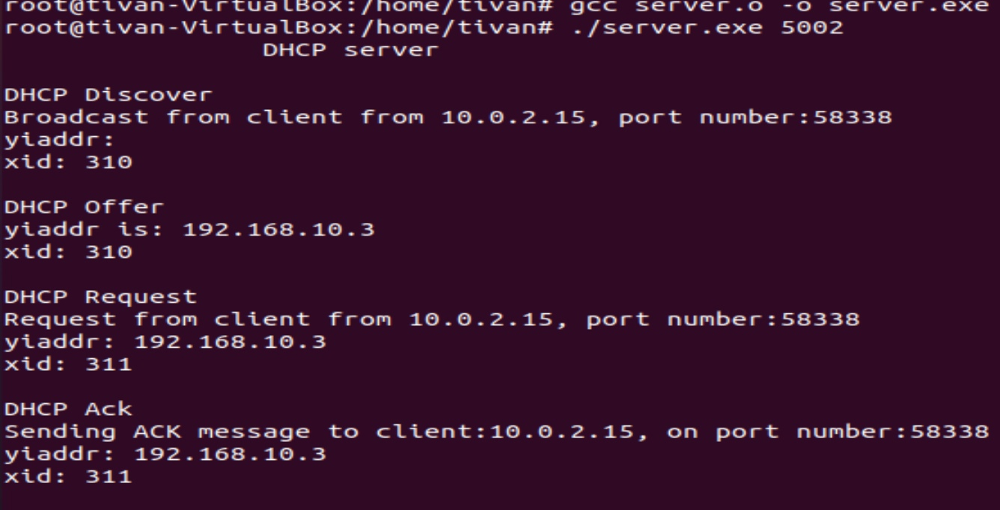 root@tivan-VirtualBox:/home/tivan# gcc server.o -o server.exe
root@tivan-VirtualBox:/home/tivan# ./server.exe 5002
DHCP server
DHCP Discover
Broadcast from client from 10.0.2.15, port number:58338
yiaddr:
xid: 310
DHCP Offer
yiaddr is: 192.168.10.3
xid: 310
DHCP Request
Request from client from 10.0.2.15, port number:58338
yiaddr: 192.168.10.3
xid: 311
DHCP Ack
Sending ACK message to client:10.0.2.15, on port number:58338
yiaddr: 192.168.10.3
xid: 311